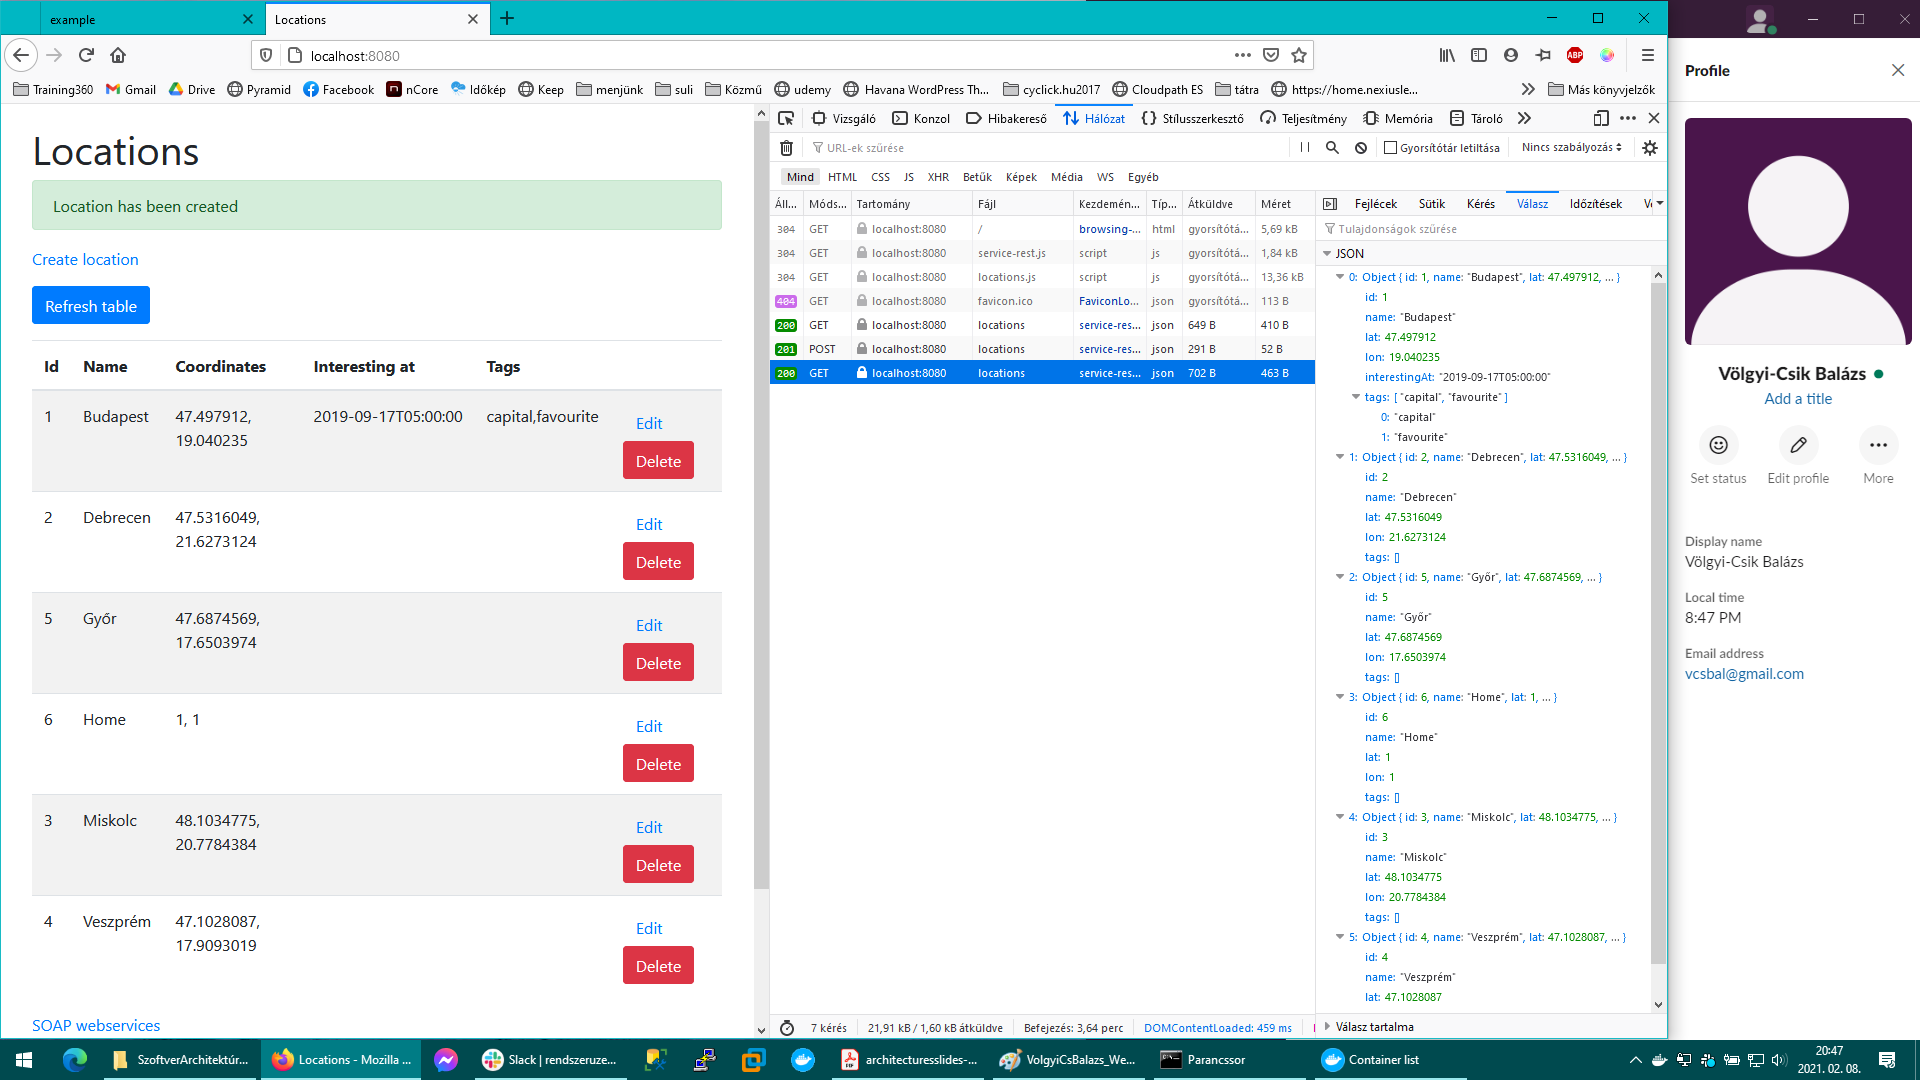 example
Locations
localhost:8080
Training360
Gmail
Drive
Pyramid
Facebook
nCore
Időkép
Keep
menjünk
suli
Közmű
udemy
Havana WordPress Th...
cyclick.hu2017
Cloudpath ES
tátra
https://home.nexiusle...
Más könyvjelzők
Locations
Location has been created
Create location
Refresh table
Id Name Coordinates Interesting at Tags
1 Budapest 47.497912, 19.040235 2019-09-17T05:00:00 capital,favourite Edit Delete
2 Debrecen 47.5316049, 21.6273124 Edit Delete
5 Győr 47.6874569, 17.6503974 Edit Delete
6 Home 1, 1 Edit Delete
3 Miskolc 48.1034775, 20.7784384 Edit Delete
4 Veszprém 47.1028087, 17.9093019 Edit Delete
SOAP webservices
Vizsgáló Konzol Hibakereső Hálózat Stílusszerkesztő Teljesítmény Memória Tároló
URL-ek szűrése
Gyorsítótár letiltása
Nincs szabályozás
Mind HTML CSS JS XHR Betűk Képek Média WS Egyéb
Áll... Móds... Tartomány Fájl Kezdemén... Típ... Átküldve Méret
304 GET localhost:8080 / browsing-... html gyorsítótá... 5,69 kB
304 GET localhost:8080 service-rest.js script js gyorsítótá... 1,84 kB
304 GET localhost:8080 locations.js script js gyorsítótá... 13,36 kB
404 GET localhost:8080 favicon.ico FaviconLo... json gyorsítótá... 113 B
200 GET localhost:8080 locations service-res... json 649 B 410 B
201 POST localhost:8080 locations service-res... json 291 B 52 B
200 GET localhost:8080 locations service-res... json 702 B 463 B
Fejlécek Sütik Kérés Válasz Időzítések
Tulajdonságok szűrése
JSON
0: Object { id: 1, name: "Budapest", lat: 47.497912, ... }
id: 1
name: "Budapest"
lat: 47.497912
lon: 19.040235
interestingAt: "2019-09-17T05:00:00"
tags: [ "capital", "favourite" ]
0: "capital"
1: "favourite"
1: Object { id: 2, name: "Debrecen", lat: 47.5316049, ... }
id: 2
name: "Debrecen"
lat: 47.5316049
lon: 21.6273124
tags: []
2: Object { id: 5, name: "Győr", lat: 47.6874569, ... }
id: 5
name: "Győr"
lat: 47.6874569
lon: 17.6503974
tags: []
3: Object { id: 6, name: "Home", lat: 1, ... }
id: 6
name: "Home"
lat: 1
lon: 1
tags: []
4: Object { id: 3, name: "Miskolc", lat: 48.1034775, ... }
id: 3
name: "Miskolc"
lat: 48.1034775
lon: 20.7784384
tags: []
5: Object { id: 4, name: "Veszprém", lat: 47.1028087, ... }
id: 4
name: "Veszprém"
lat: 47.1028087
Válasz tartalma
7 kérés 21,91 kB / 1,60 kB átküldve Befejezés: 3,64 perc DOMContentLoaded: 459 ms
Profile
Völgyi-Csik Balázs
Add a title
Set status Edit profile More
Display name
Völgyi-Csik Balázs
Local time
8:47 PM
Email address
vcsbal@gmail.com
SzoftverArchitektúr...
Locations - Mozilla ...
Slack | rendszeruze...
architecturesslides-...
VolgyiCsBalazs_We...
Parancssor
Container list
20:47
2021. 02. 08.